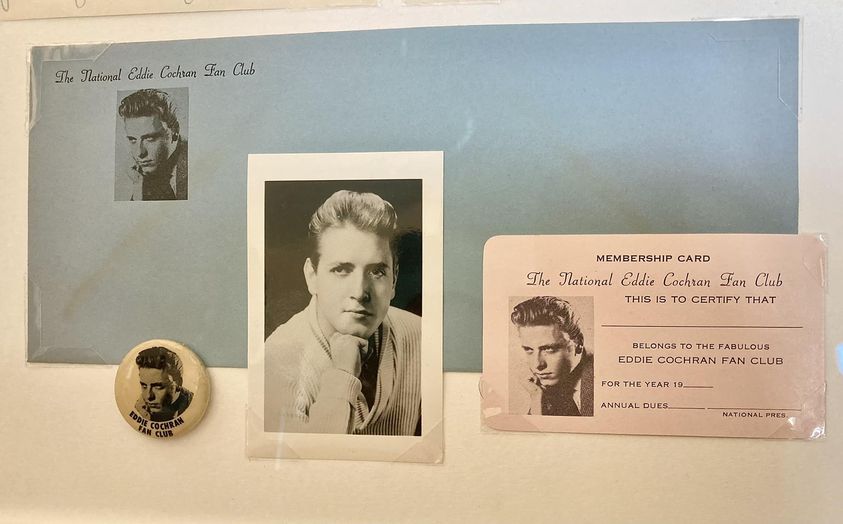 The National Eddie Cochran Fan Club
EDDIE COCHRAN
FAN CLUB
MEMBERSHIP CARD
The National Eddie Cochran Fan Club
THIS IS TO CERTIFY THAT
BELONGS TO THE FABULOUS
EDDIE COCHRAN FAN CLUB
FOR THE YEAR 19
ANNUAL DUES
NATIONAL PRES.